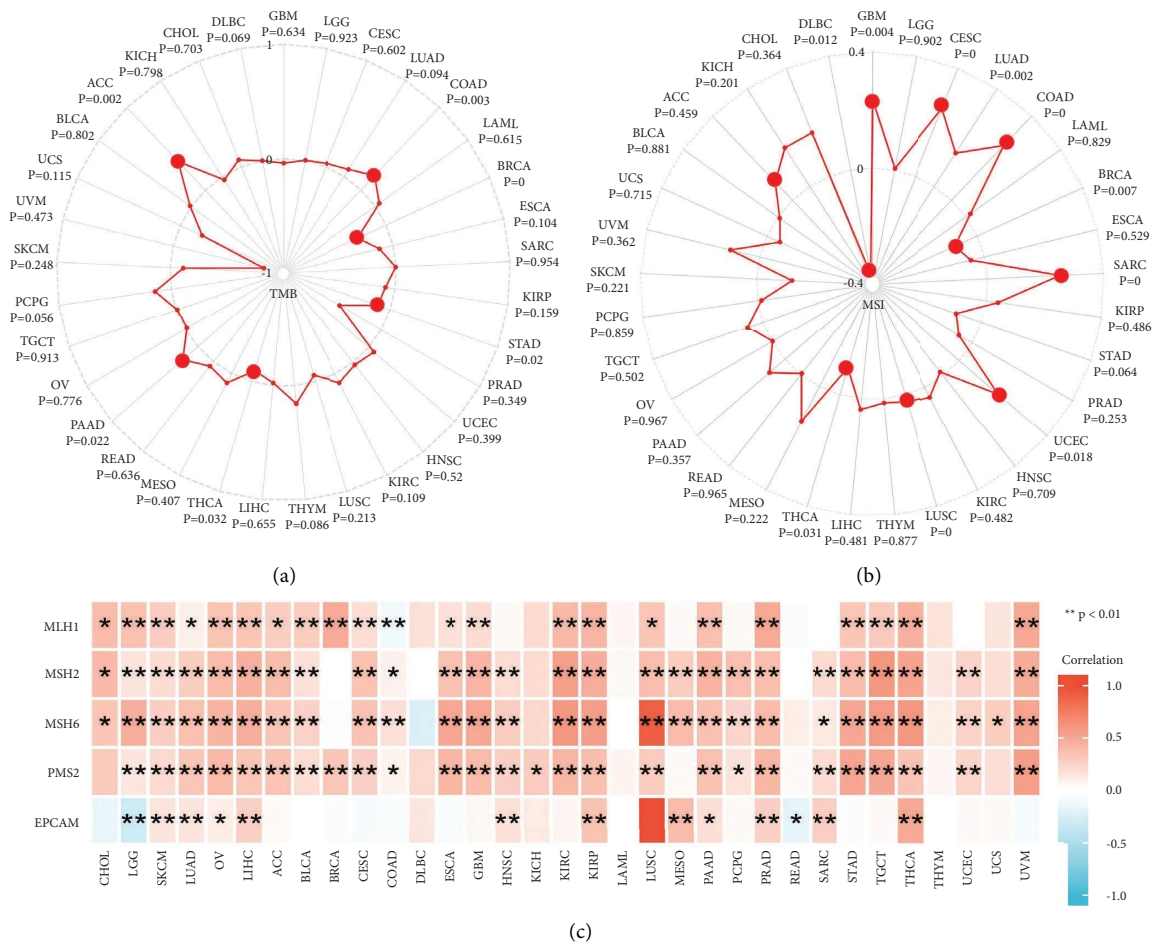 GBM
P=0.634
LGG
P=0.923
CESC
P=0.602
LUAD
P=0.094
COAD
P=0.003
LAML
P=0.615
BRCA
P=0
ESCA
P=0.104
SARC
P=0.954
KIRP
P=0.159
STAD
P=0.02
PRAD
P=0.349
UCEC
P=0.399
HNSC
P=0.52
KIRC
P=0.109
LUSC
P=0.213
THYM
P=0.086
LIHC
P=0.655
THCA
P=0.032
MESO
P=0.407
READ
P=0.636
PAAD
P=0.022
OV
P=0.776
TGCT
P=0.913
PCPG
P=0.056
SKCM
P=0.248
UVM
P=0.473
UCS
P=0.115
BLCA
P=0.802
ACC
P=0.002
KICH
P=0.798
CHOL
P=0.703
DLBC
P=0.069
1
0
-1
TMB
(a)
GBM
P=0.004
LGG
P=0.902
CESC
P=0
LUAD
P=0.002
COAD
P=0
LAML
P=0.829
BRCA
P=0.007
ESCA
P=0.529
SARC
P=0
KIRP
P=0.486
STAD
P=0.064
PRAD
P=0.253
UCEC
P=0.018
HNSC
P=0.709
KIRC
P=0.482
LUSC
P=0
THYM
P=0.877
LIHC
P=0.481
THCA
P=0.031
MESO
P=0.222
READ
P=0.965
PAAD
P=0.357
OV
P=0.967
TGCT
P=0.502
PCPG
P=0.859
SKCM
P=0.221
UVM
P=0.362
UCS
P=0.715
BLCA
P=0.881
ACC
P=0.459
KICH
P=0.201
CHOL
P=0.364
DLBC
P=0.012
0.4
0
-0.4
MSI
(b)
MLH1 * ** ** * ** ** * ** ** ** ** * ** ** ** * ** ** ** ** ** **
MSH2 * ** ** ** ** ** ** ** ** * ** ** ** ** ** ** ** ** ** ** ** ** ** ** ** **
MSH6 * ** ** ** ** ** ** ** ** ** ** ** ** ** ** ** ** ** ** ** * ** ** ** ** * **
PMS2 ** ** ** ** ** ** ** ** ** * ** ** ** * ** ** ** ** * ** ** ** ** ** ** **
EPCAM ** ** ** * ** ** ** ** * ** * ** **
CHOL LGG SKCM LUAD OV LIHC ACC BLCA BRCA CESC COAD DLBC ESCA GBM HNSC KICH KIRC KIRP LAML LUSC MESO PAAD PCPG PRAD READ SARC STAD TGCT THCA THYM UCEC UCS UVM
** p < 0.01
Correlation
1.0
0.5
0.0
-0.5
-1.0
(c)